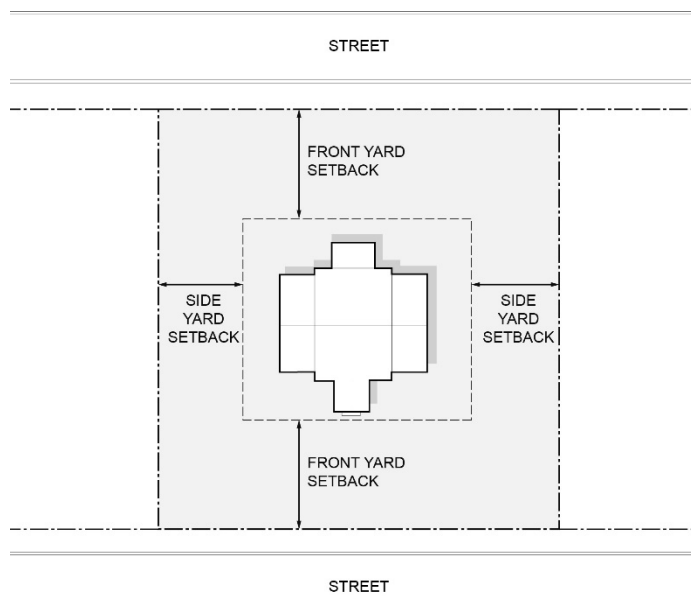 STREET
FRONT YARD
SETBACK
SIDE
YARD
SETBACK
SIDE
YARD
SETBACK
FRONT YARD
SETBACK
STREET